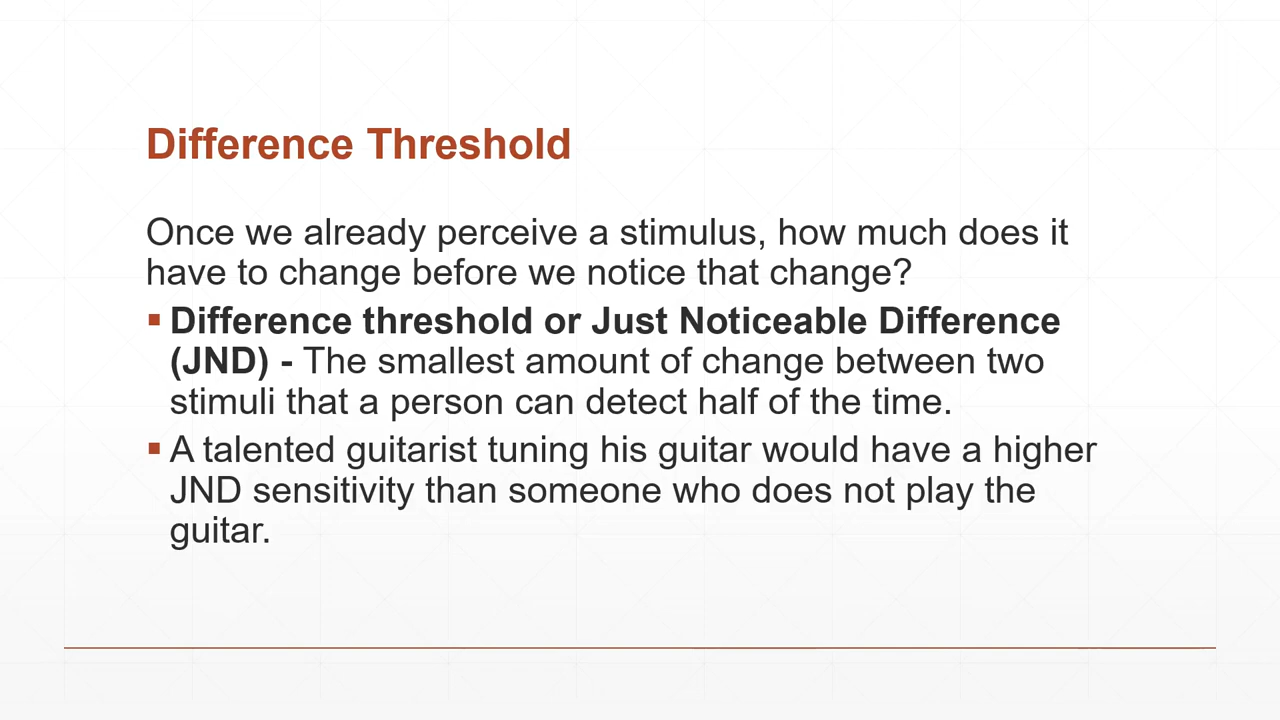 Difference Threshold
Once we already perceive a stimulus, how much does it
have to change before we notice that change?
▪ Difference threshold or Just Noticeable Difference
(JND) - The smallest amount of change between two
stimuli that a person can detect half of the time.
▪ A talented guitarist tuning his guitar would have a higher
JND sensitivity than someone who does not play the
guitar.